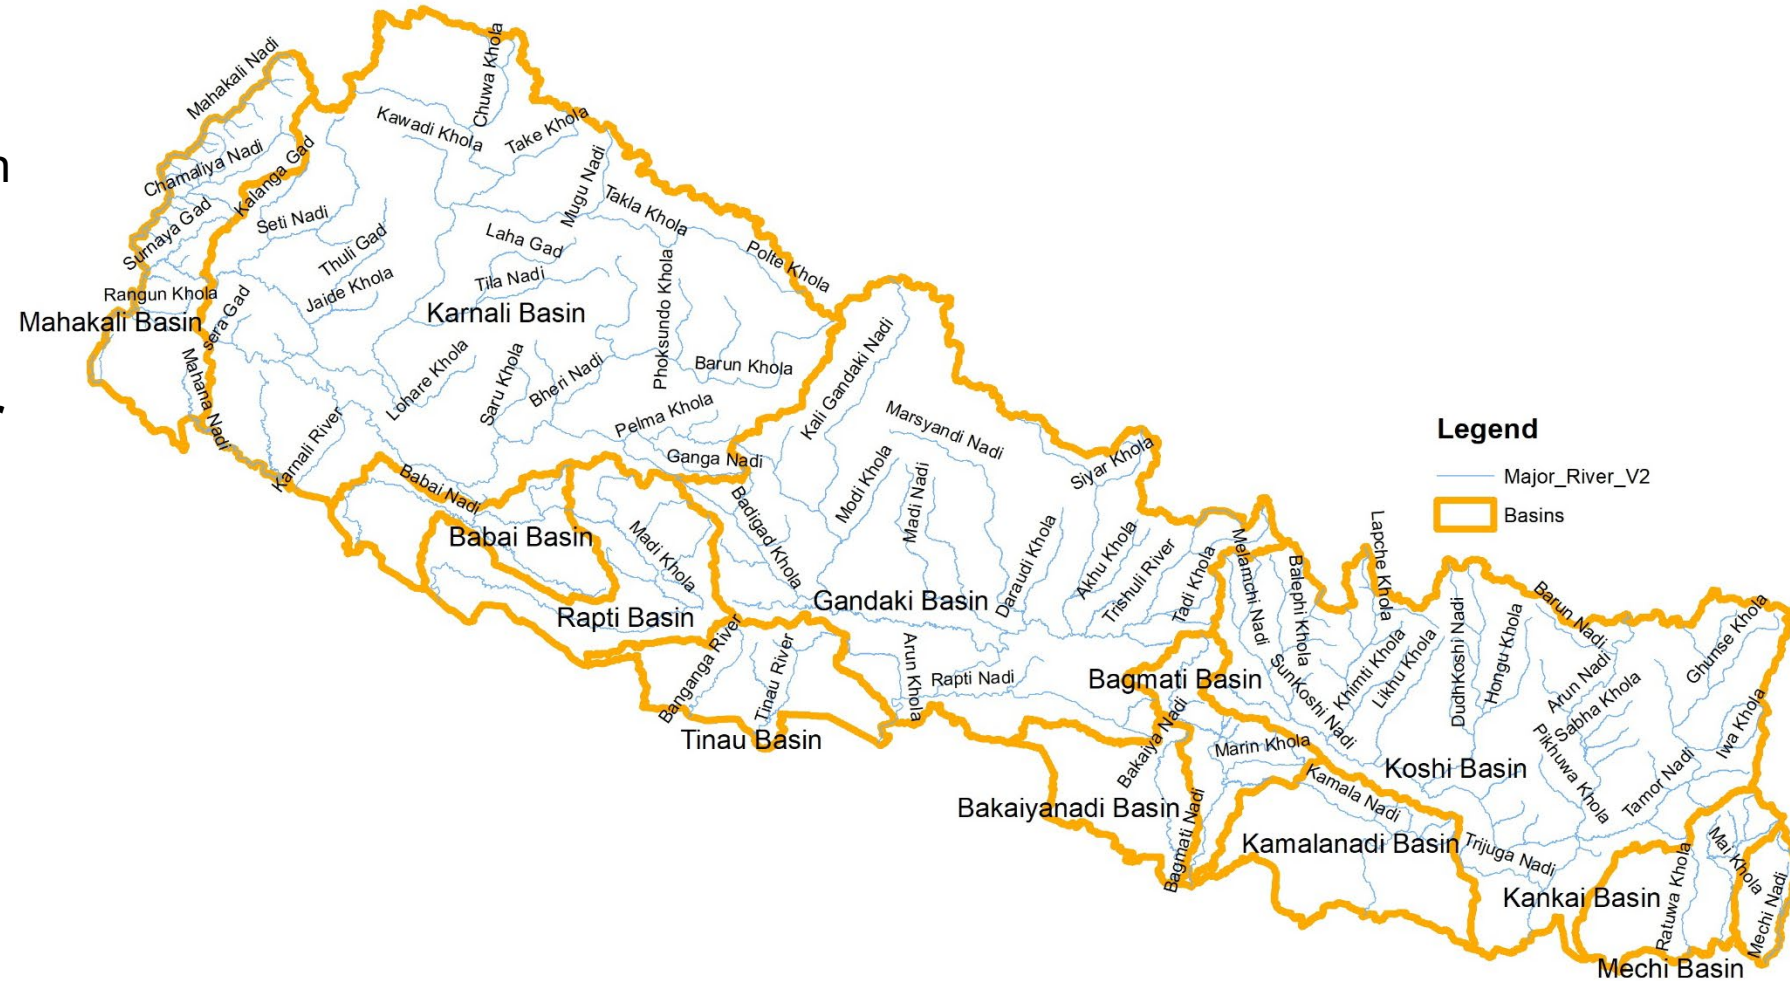 Mahakali Nadi
Chuwa Khola
Kawadi Khola
Take Khola
Chamaliya Nadi
Kalanga Gad
Mugu Nadi
n
Surnaya Gad
Seti Nadi
Thuli Gad
Laha Gad
Takla Khola
Polte Khola
Rangun Khola
Jaide Khola
Tila Nadi
Phoksundo Khola
Mahakali Basin
sera Gad
Karnali Basin
Mahana Nadi
Lohare Khola
Saru Khola
Bheri Nadi
Barun Khola
Kali Gandaki Nadi
r
Karnali River
Pelma Khola
Marsyandi Nadi
Legend
Ganga Nadi
Siyar Khola
Major_River_V2
Babai Nadi
Badigad Khola
Modi Khola
Madi Nadi
Basins
Babai Basin
Madi Khola
Daraudi Khola
Akhu Khola
Trishuli River
Tadi Khola
Melamchi Nadi
Balephi Khola
Lapche Khola
Rapti Basin
Gandaki Basin
DudhKoshi Nadi
Hongu Khola
Barun Nadi
Ghunse Khola
Banganga River
Tinau River
Arun Khola
Rapti Nadi
Bagmati Basin
SunKoshi Nadi
Khimti Khola
Likhu Khola
Arun Nadi
Sabha Khola
Iwa Khola
Tinau Basin
Bakaiya Nadi
Marin Khola
Koshi Basin
Pikhuwa Khola
Tamor Nadi
Bakaiyanadi Basin
Bagmati Nadi
Kamala Nadi
Kamalanadi Basin
Trijuga Nadi
Mai Khola
Kankai Basin
Ratuwa Khola
Mechi Nadi
Mechi Basin